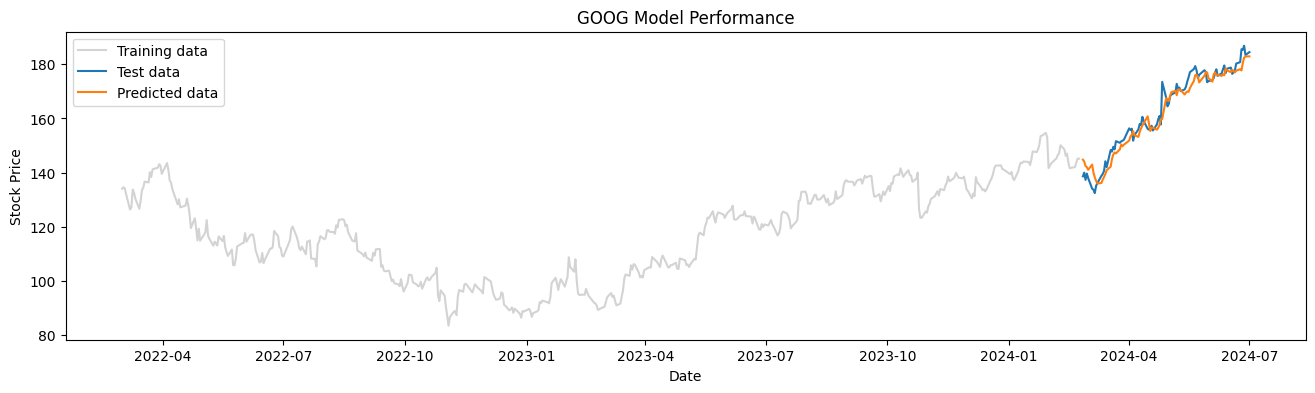 GOOG Model Performance
Training data
Test data
Predicted data
Stock Price
180
160
140
120
100
80
2022-04 2022-07 2022-10 2023-01 2023-04 2023-07 2023-10 2024-01 2024-04 2024-07
Date